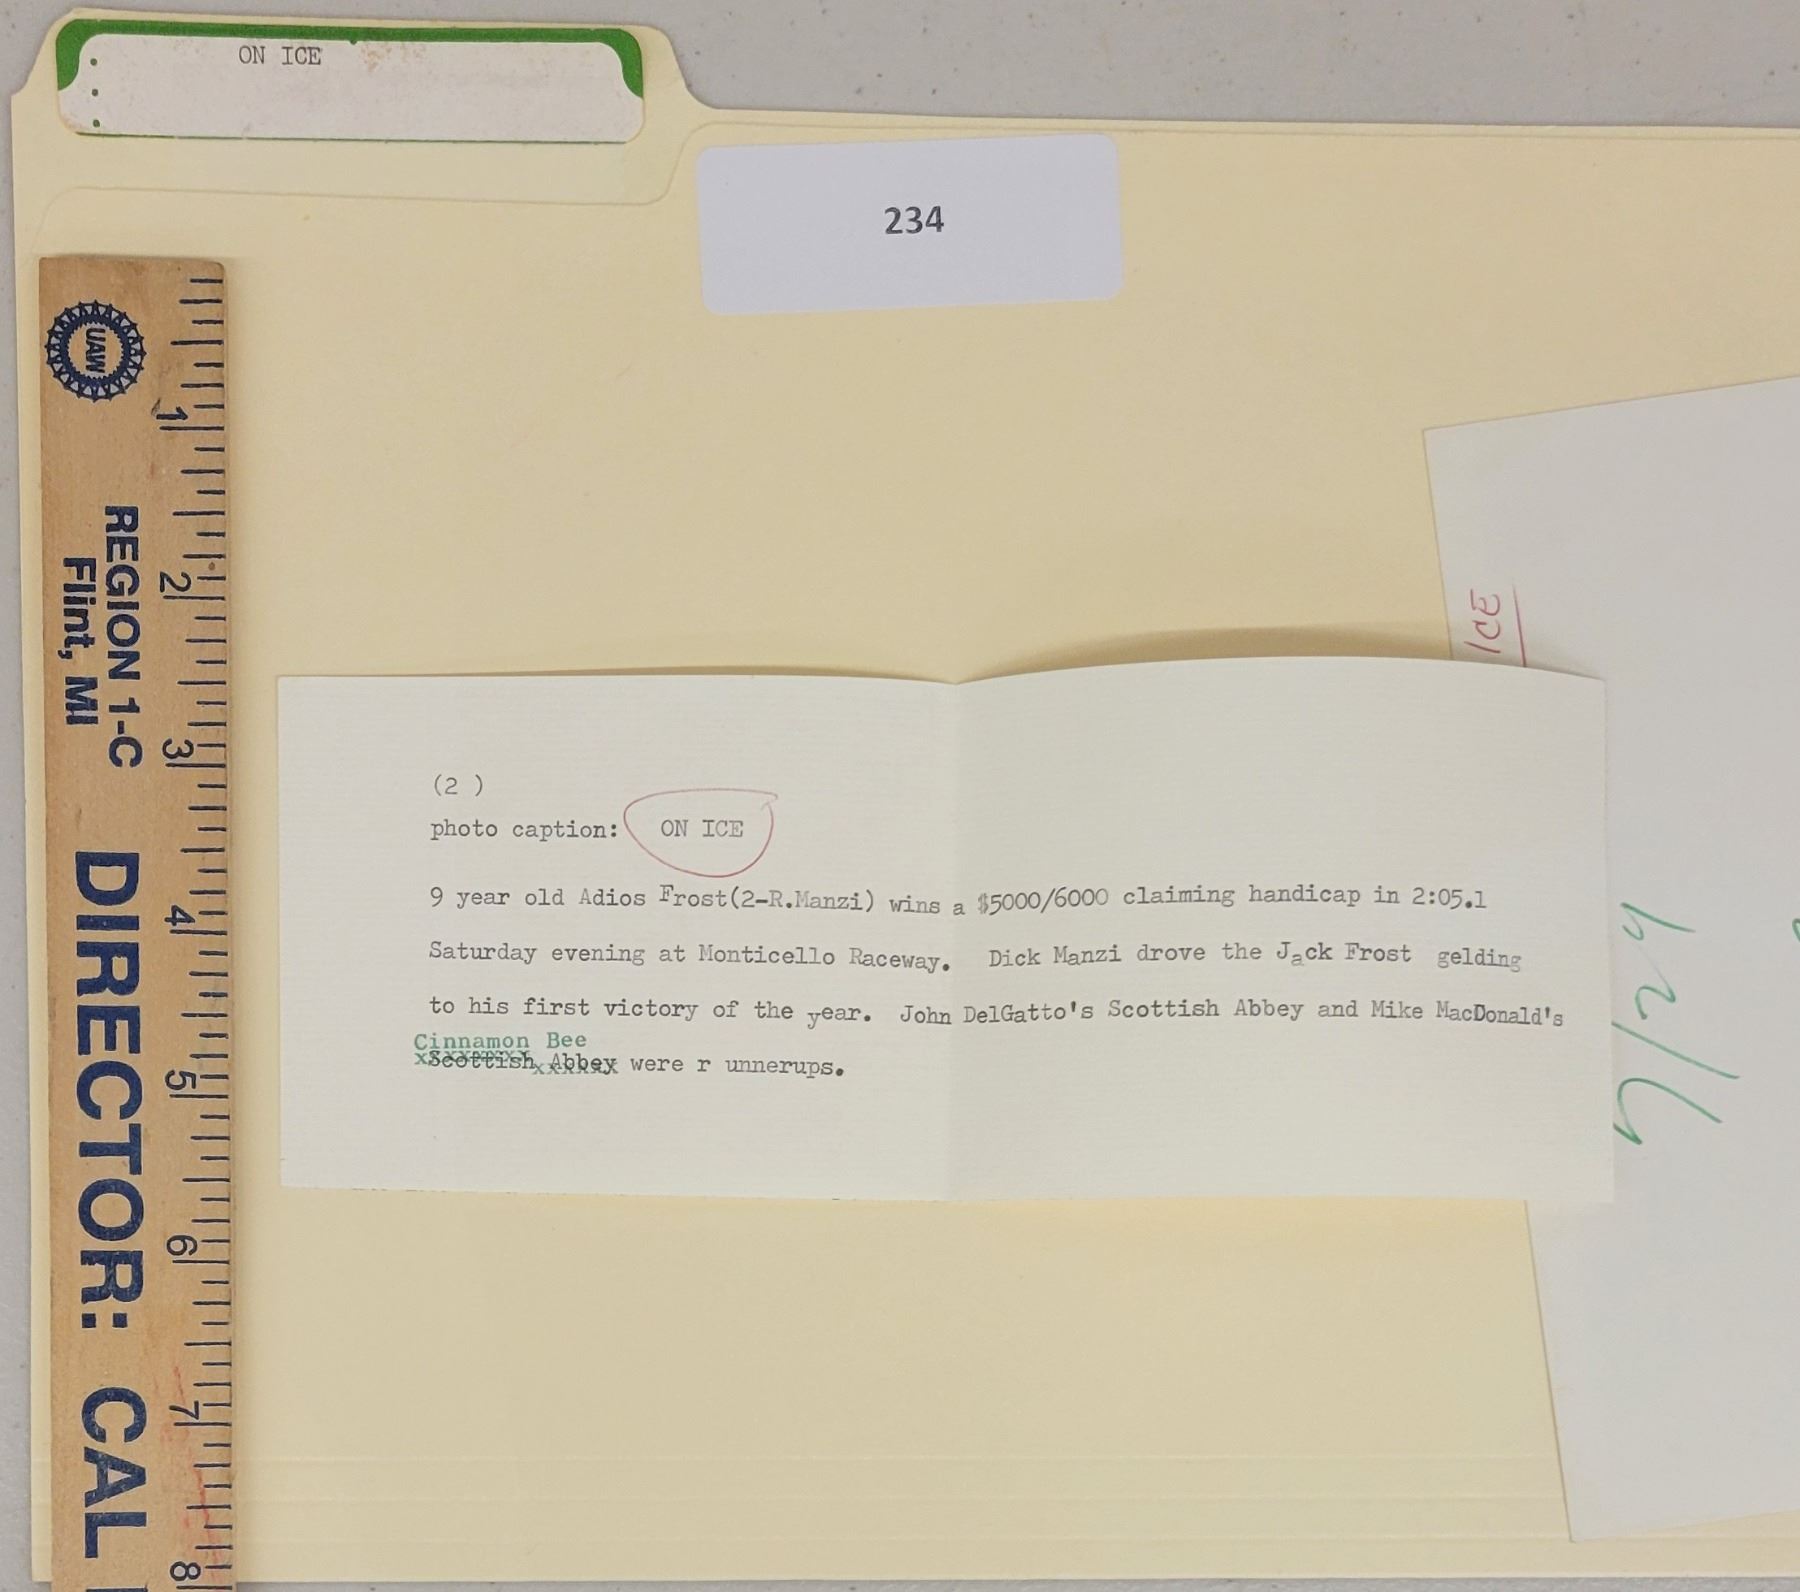 ON ICE
234
UAW
REGION 1-C
Flint, MI
DIRECTOR: CAL
1
2
3
4
5
6
7
8
ICE
(2 )
photo caption: ON ICE
9 year old Adios Frost(2-R.Manzi) wins a $5000/6000 claiming handicap in 2:05.1
Saturday evening at Monticello Raceway. Dick Manzi drove the Jack Frost gelding
to his first victory of the year. John DelGatto's Scottish Abbey and Mike MacDonald's
Cinnamon Bee
Scottish Abbey were r unnerups.